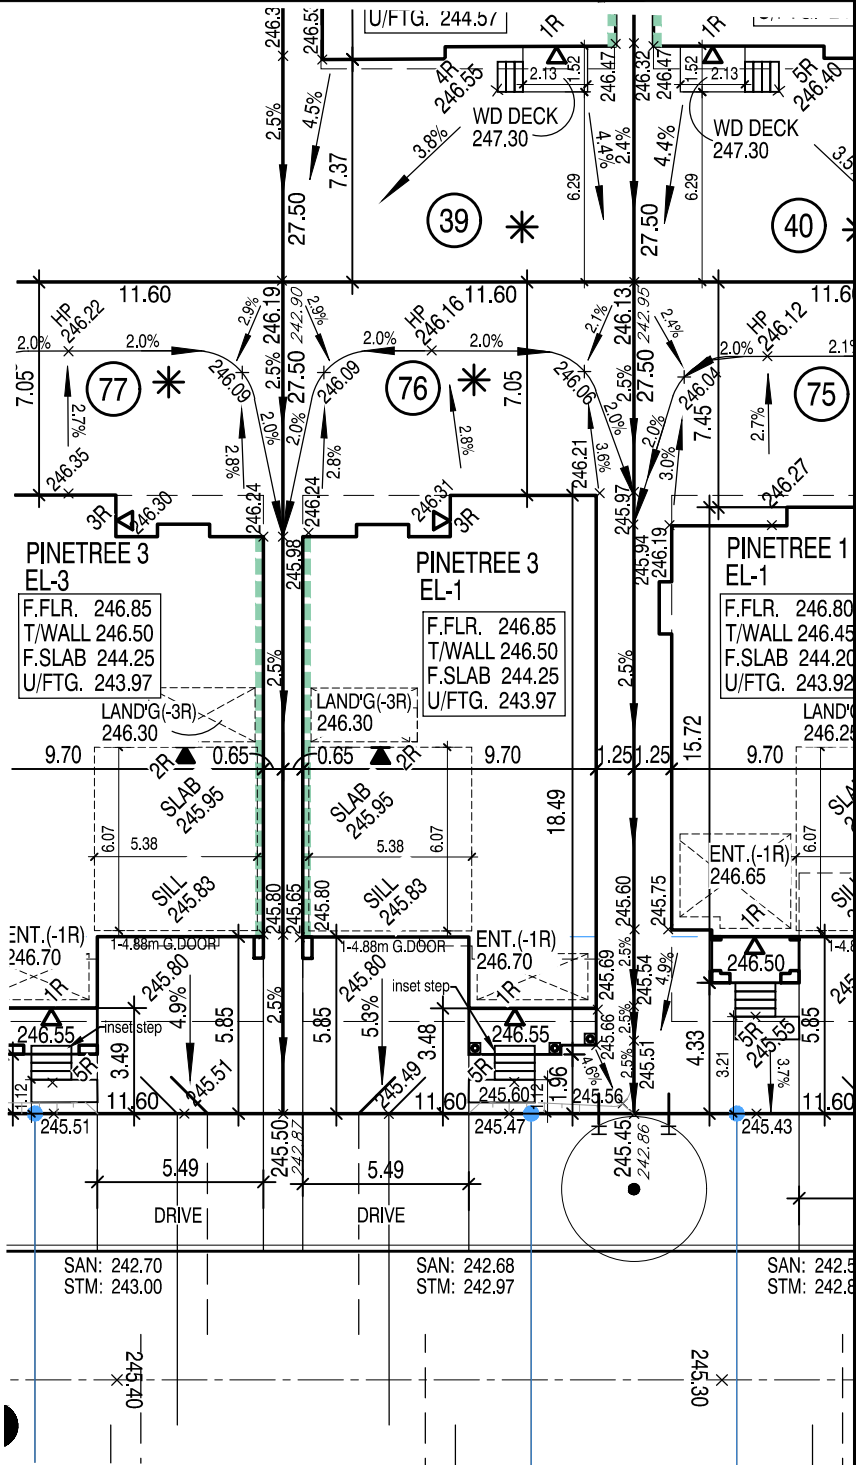 U/FTG. 244.57
246.3
246.5
1R
1R
4R
246.55
2.13
1.52
246.47
246.32
246.47
1.52
2.13
5R
246.40
WD DECK
247.30
WD DECK
247.30
2.5%
4.5%
3.8%
4.4%
2.4%
4.4%
3.5
7.37
6.29
6.29
27.50
27.50
39
40
11.60
11.60
11.60
HP
246.22
2.9%
246.19
242.90
2.9%
HP
246.16
2.1%
246.13
242.95
2.4%
HP
246.12
2.0%
2.0%
2.0%
2.0%
2.0%
2.1%
7.05
77
246.09
2.5%
27.50
246.09
76
7.05
246.06
2.5%
27.50
246.04
75
2.7%
2.0%
2.0%
2.8%
2.0%
2.0%
7.45
2.7%
246.35
2.8%
2.8%
246.21
3.6%
3.0%
246.27
3R
246.30
246.24
246.24
246.31
3R
245.97
245.98
245.94
246.19
PINETREE 3
EL-3
F.FLR. 246.85
T/WALL 246.50
F.SLAB 244.25
U/FTG. 243.97
PINETREE 3
EL-1
F.FLR. 246.85
T/WALL 246.50
F.SLAB 244.25
U/FTG. 243.97
PINETREE 1
EL-1
F.FLR. 246.80
T/WALL 246.45
F.SLAB 244.20
U/FTG. 243.92
2.5%
2.5%
LAND'G(-3R)
246.30
LAND'G(-3R)
246.30
LAND'G
246.25
15.72
9.70
2R
0.65
0.65
2R
9.70
1.25
1.25
9.70
SLAB
245.95
SLAB
245.95
SLA
18.49
6.07
5.38
5.38
6.07
6.07
ENT.(-1R)
246.65
SILL
245.83
SILL
245.83
SILL
245.80
245.65
245.80
245.60
245.75
1R
ENT.(-1R)
246.70
1-4.88m G.DOOR
1-4.88m G.DOOR
ENT.(-1R)
246.70
1-4.8
245.80
245.80
2.5%
245.69
245.54
4.9%
246.50
1R
4.9%
2.5%
5.3%
inset step
1R
246.55
inset step
5.85
5.85
3.48
246.55
245.66
2.5%
245.51
4.33
5R
245.55
5.85
5R
3.49
5R
1.96
4.6%
2.5%
3.21
3.7%
1.12
245.51
245.49
1.12
11.60
11.60
245.60
245.56
11.60
245.51
245.50
242.87
245.47
245.45
242.86
245.43
5.49
5.49
DRIVE
DRIVE
SAN: 242.70
STM: 243.00
SAN: 242.68
STM: 242.97
SAN: 242.5
STM: 242.8
245.40
245.30